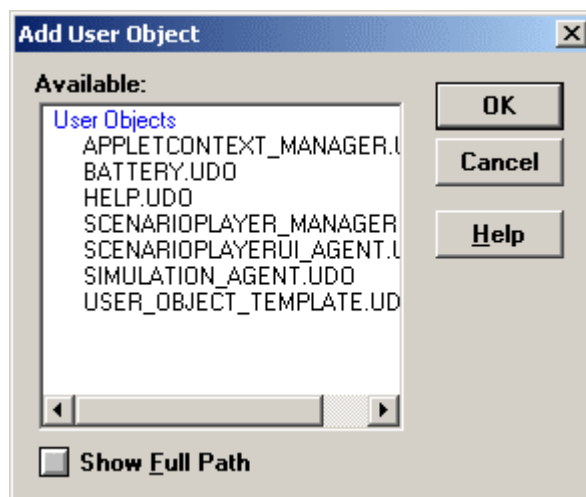 Add User Object
Available:
User Objects
APPLETCONTEXT_MANAGER.U
BATTERY.UDO
HELP.UDO
SCENARIOPLAYER_MANAGER
SCENARIOPLAYERUI_AGENT.U
SIMULATION_AGENT.UDO
USER_OBJECT_TEMPLATE.UD
OK
Cancel
Help
Show Full Path